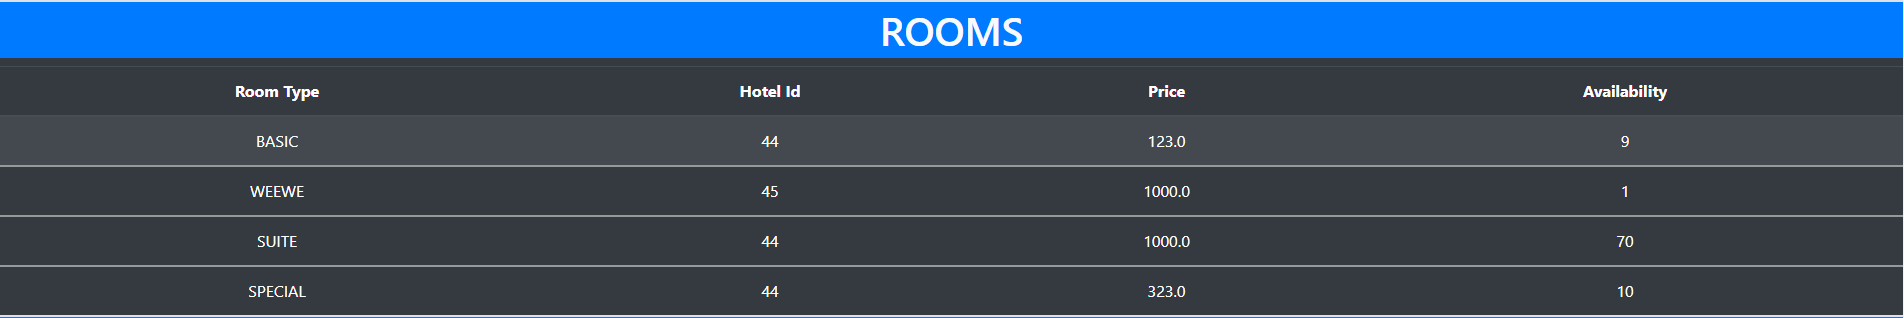 ROOMS
Room Type Hotel Id Price Availability
BASIC 44 123.0 9
WEEWE 45 1000.0 1
SUITE 44 1000.0 70
SPECIAL 44 323.0 10